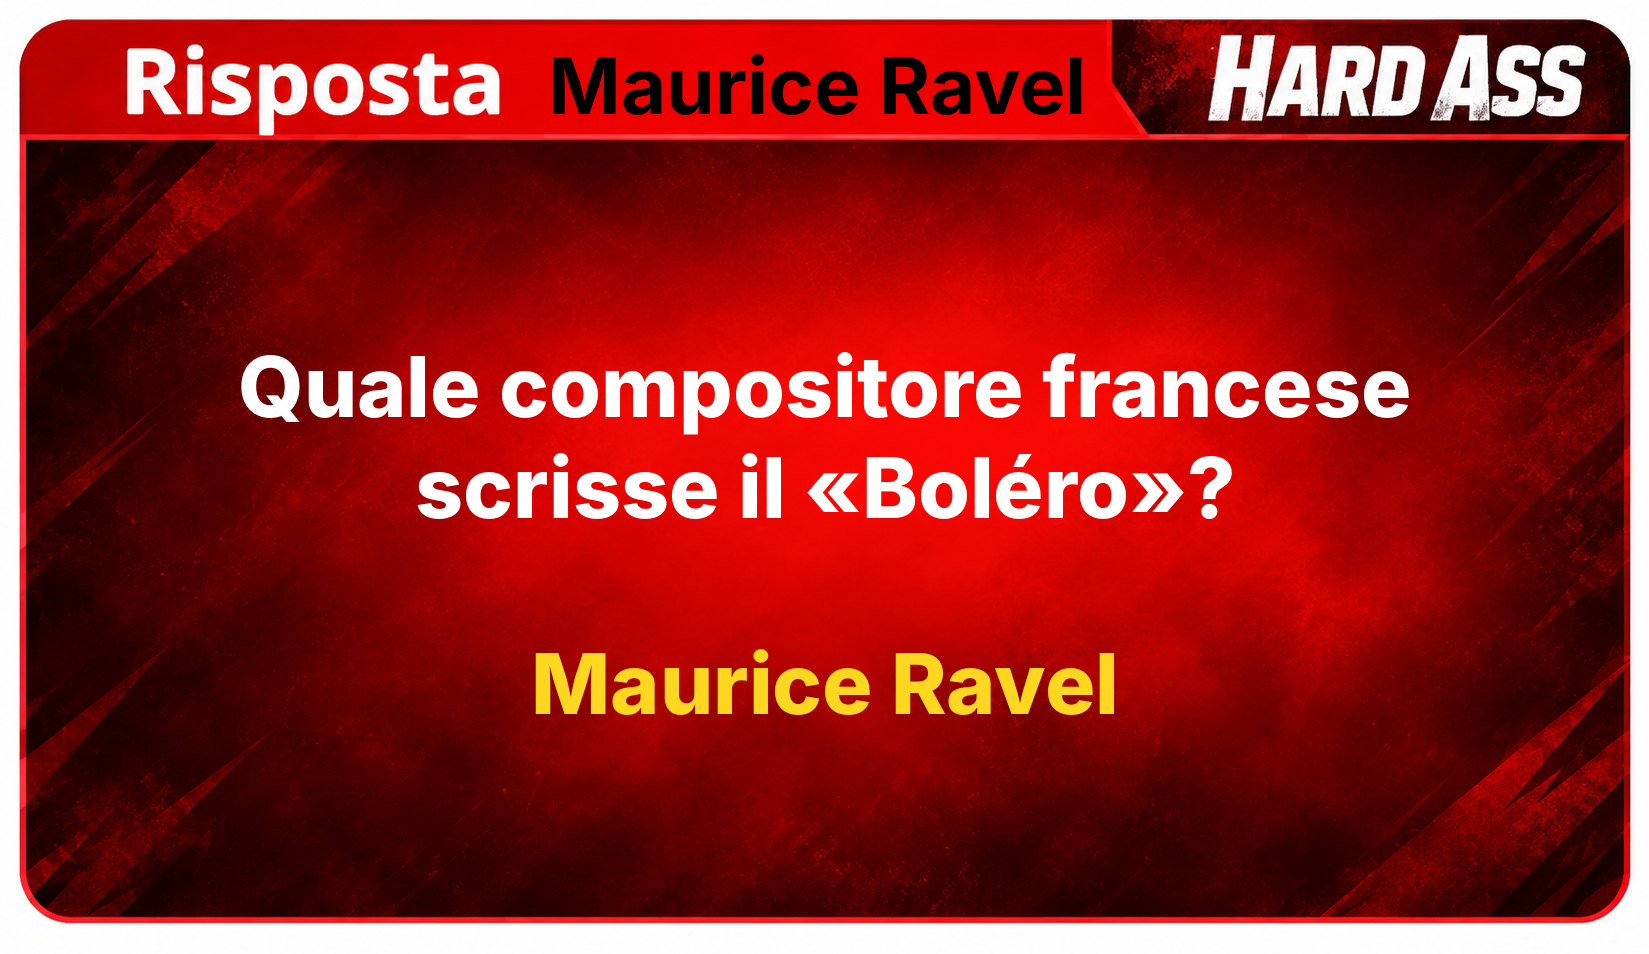 Risposta Maurice Ravel HARD ASS
Quale compositore francese
scrisse il «Boléro»?
Maurice Ravel